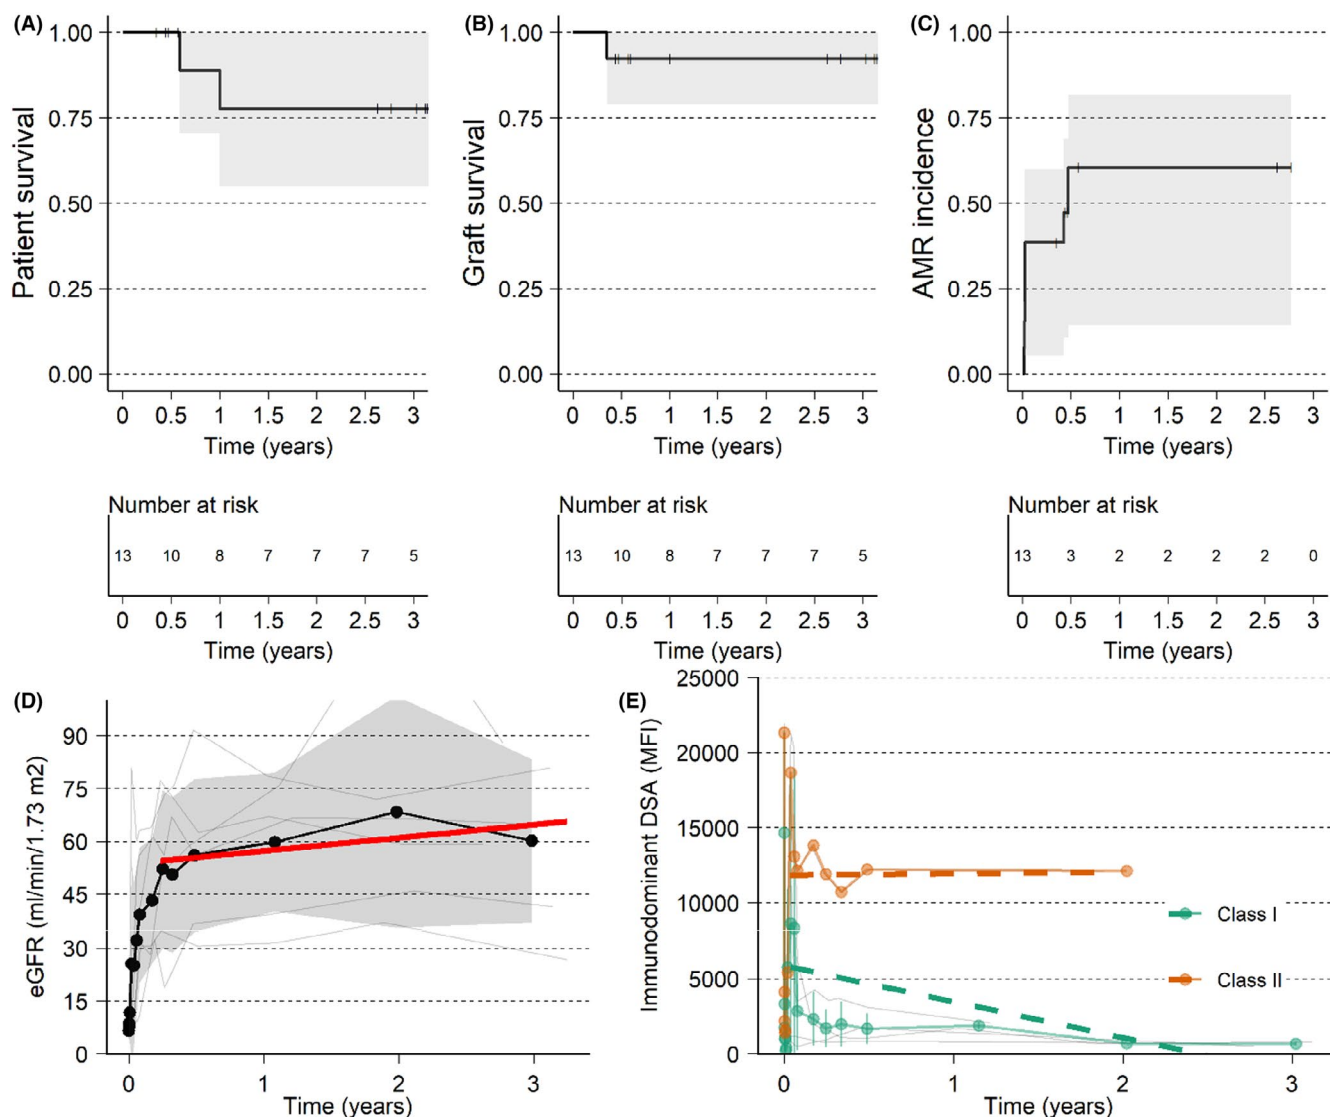 (A)
Patient survival
1.00
0.75
0.50
0.25
0.00
0 0.5 1 1.5 2 2.5 3
Time (years)
Number at risk
13 10 8 7 7 7 5
0 0.5 1 1.5 2 2.5 3
Time (years)
(B)
Graft survival
1.00
0.75
0.50
0.25
0.00
0 0.5 1 1.5 2 2.5 3
Time (years)
Number at risk
13 10 8 7 7 7 5
0 0.5 1 1.5 2 2.5 3
Time (years)
(C)
AMR incidence
1.00
0.75
0.50
0.25
0.00
0 0.5 1 1.5 2 2.5 3
Time (years)
Number at risk
13 3 2 2 2 2 0
0 0.5 1 1.5 2 2.5 3
Time (years)
(D)
eGFR (ml/min/1.73 m2)
90
75
60
45
30
15
0
0 1 2 3
Time (years)
(E)
Immunodominant DSA (MFI)
25000
20000
15000
10000
5000
0
Class I
Class II
0 1 2 3
Time (years)